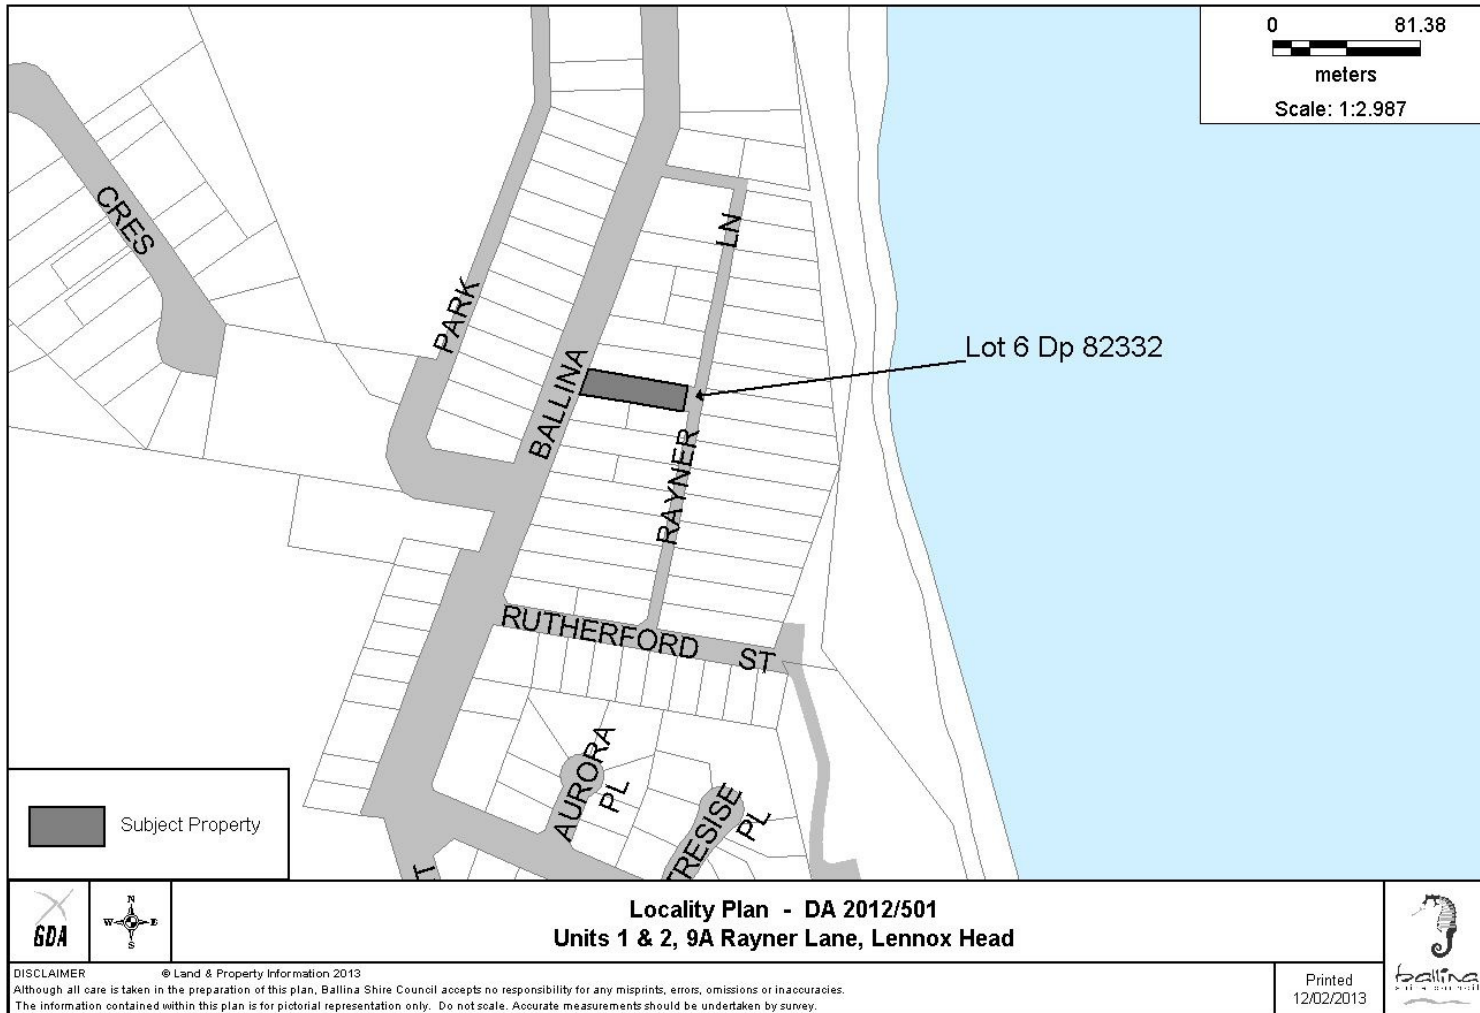 0 81.38
meters
Scale: 1:2.987
CRES
LN
PARK
BALLINA
Lot 6 Dp 82332
RAYNER
RUTHERFORD ST
AURORA PL
TRESISE PL
T
Subject Property
GDA
N
W E
S
Locality Plan - DA 2012/501
Units 1 & 2, 9A Rayner Lane, Lennox Head
ballina
shire council
DISCLAIMER © Land & Property Information 2013
Although all care is taken in the preparation of this plan, Ballina Shire Council accepts no responsibility for any misprints, errors, omissions or inaccuracies.
The information contained within this plan is for pictorial representation only. Do not scale. Accurate measurements should be undertaken by survey.
Printed
12/02/2013